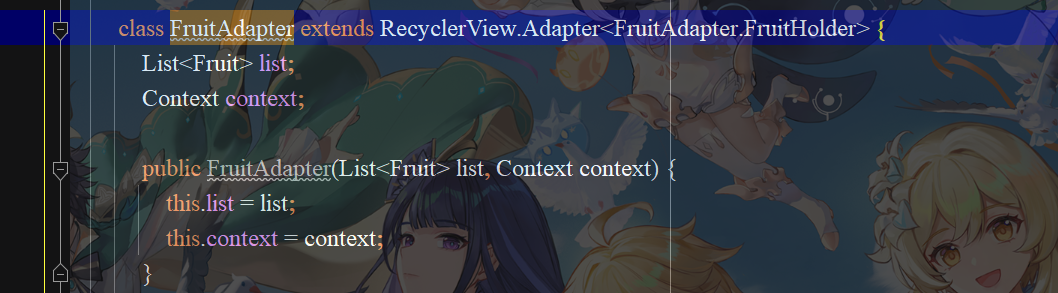 class FruitAdapter extends RecyclerView.Adapter<FruitAdapter.FruitHolder> {
List<Fruit> list;
Context context;
public FruitAdapter(List<Fruit> list, Context context) {
this.list = list;
this.context = context;
}